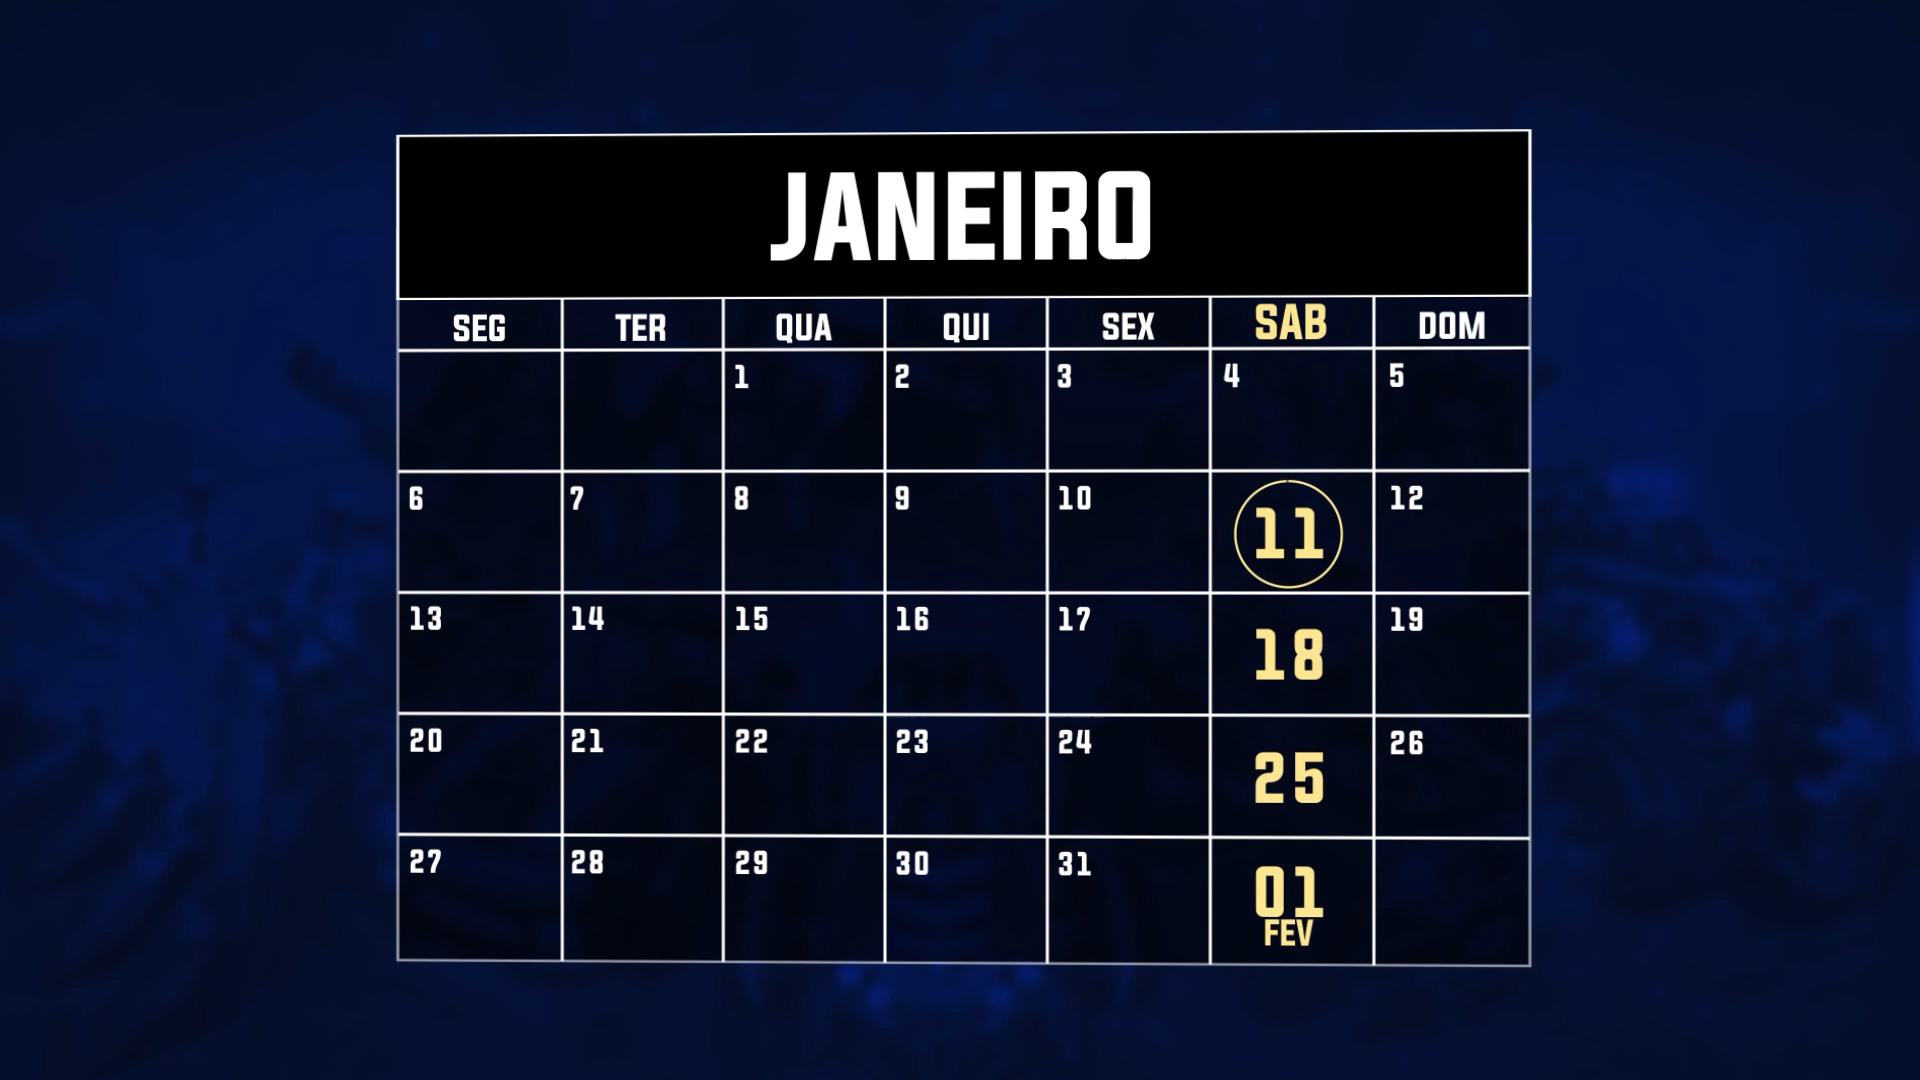 JANEIRO
SEG TER QUA QUI SEX SAB DOM
1 2 3 4 5
6 7 8 9 10 11 12
13 14 15 16 17 18 19
20 21 22 23 24 25 26
27 28 29 30 31 01
FEV